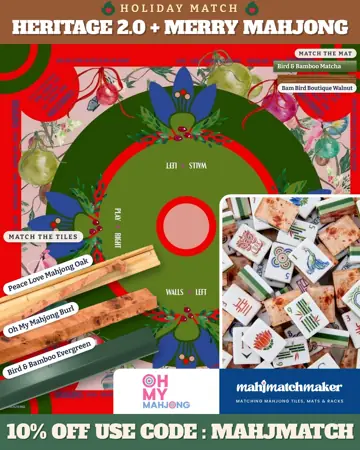 HOLIDAY MATCH
HERITAGE 2.0 + MERRY MAHJONG
MATCH THE MAT
Bird & Bamboo Matcha
8am Bird Boutique Walnut
LEFT WALLS
PLAY RIGHT
WALLS LEFT
MATCH THE TILES
Peace Love Mahjong Oak
Oh My Mahjong Burl
Bird & Bamboo Evergreen
OH
MY
MAHJONG
mahjmatchmaker
MATCHING MAHJONG TILES, MATS & RACKS
10% OFF USE CODE : MAHJMATCH